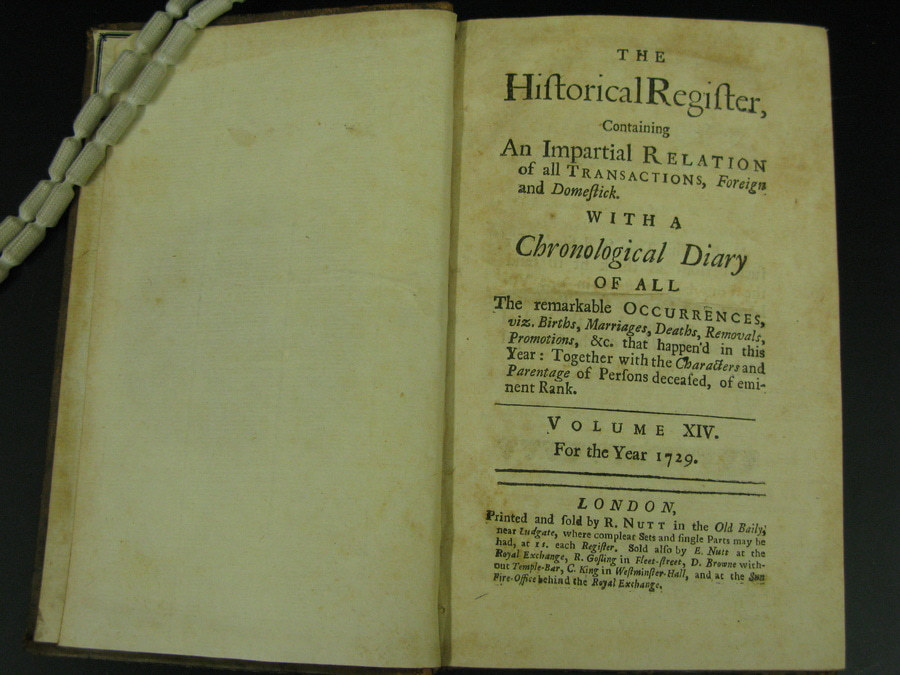 THE
Hiſtorical Regiſter,
Containing
An Impartial RELATION
of all TRANSACTIONS, Foreign
and Domeſtick.
WITH A
Chronological Diary
OF ALL
The remarkable OCCURRENCES,
viz. Births, Marriages, Deaths, Removals,
Promotions, &c. that happen'd in this
Year: Together with the Characters and
Parentage of Perſons deceaſed, of emi-
nent Rank.
VOLUME XIV.
For the Year 1729.
LONDON,
Printed and ſold by R. NUTT in the Old Baily,
near Ludgate, where compleat Sets and ſingle Parts may be
had, at 1s. each Regiſter. Sold alſo by E. Nutt at the
Royal Exchange, R. Goſling in Fleet-ſtreet, D. Browne with-
out Temple-Bar, C. King in Weſtminſter-Hall, and at the Sun
Fire-Office behind the Royal Exchange.